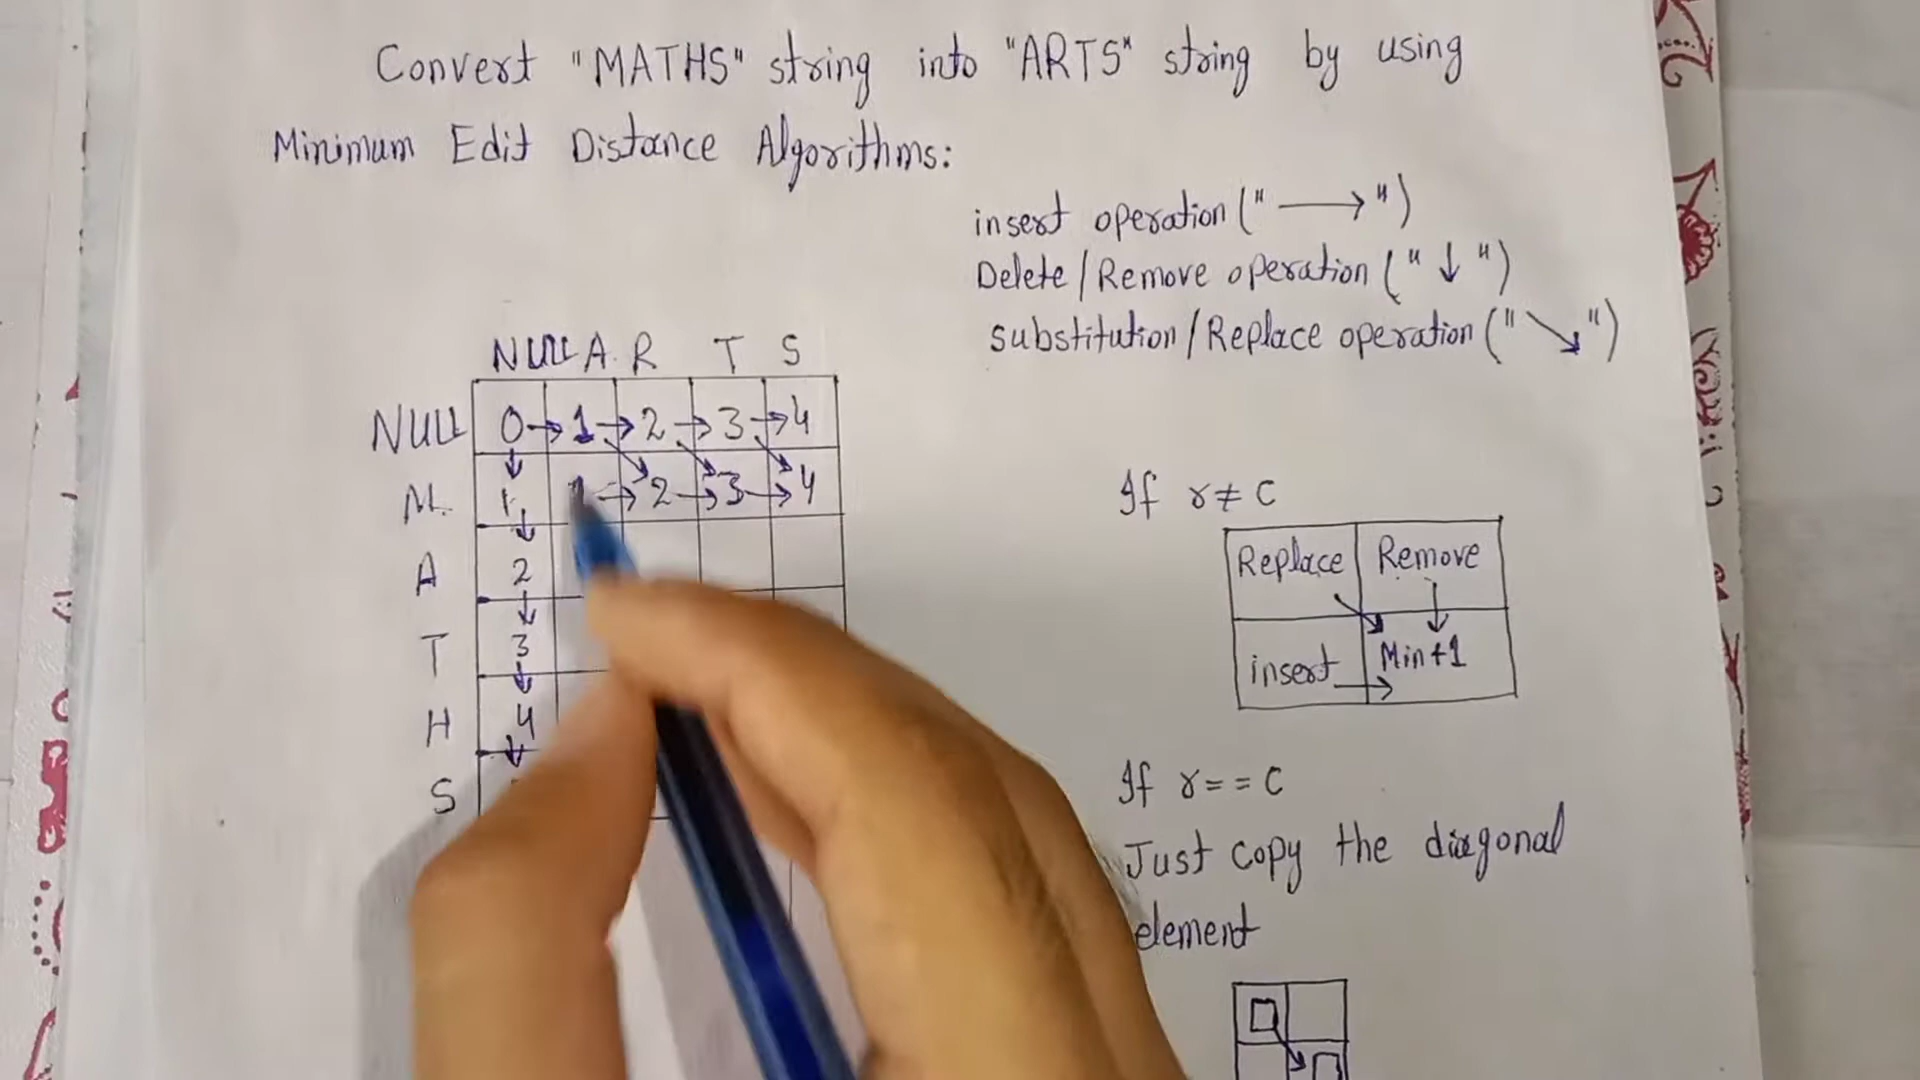 Convert "MATHS" string into "ARTS" string by using
Minimum Edit Distance Algorithms:
insert operation ("⟶")
Delete/Remove operation ("↓")
substitution/Replace operation ("↘")
NULL A R T S
NULL 0→1→2→3→4
M 1 1→2→3→4
A 2
T 3
H 4
S
If r≠c
Replace Remove
insert Min+1
If r==c
Just copy the diagonal
element